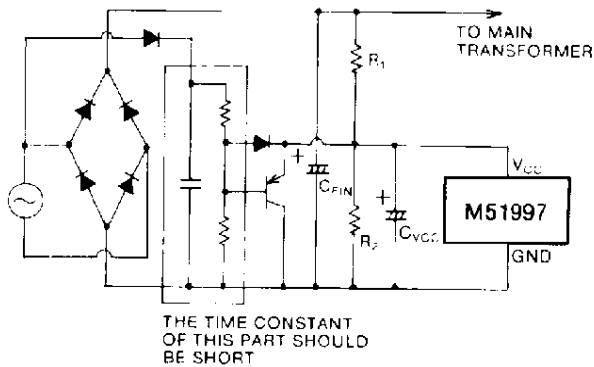 TO MAIN
TRANSFORMER
R1
+
CFIN
VCC
+
M51997
R2
CVCC
GND
THE TIME CONSTANT
OF THIS PART SHOULD
BE SHORT